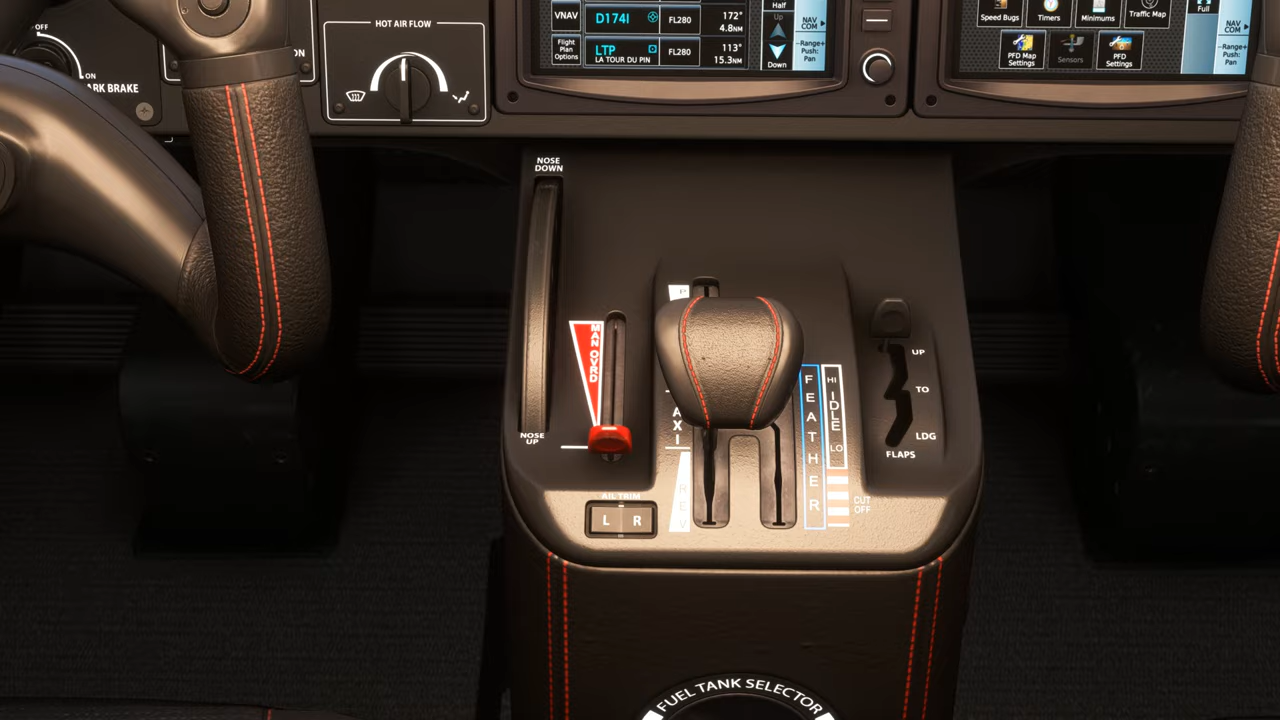 OFF
ON
ARK BRAKE
ON
HOT AIR FLOW
VNAV
D174I
FL280
172°
4.8NM
Flight
Plan
Options
LTP
LA TOUR DU PIN
FL280
113°
15.3NM
Half
Up
Down
NAV
COM
Range+
Push:
Pan
Speed Bugs
Timers
Minimums
Traffic Map
PFD Map
Settings
Sensors
PFD
Settings
Full
NAV
COM
Range+
Push:
Pan
NOSE
DOWN
NOSE
UP
MAN OVRD
P
AXI
REV
FEATHER
HI
IDLE
LO
CUT
OFF
UP
TO
LDG
FLAPS
AIL TRIM
L
R
FUEL TANK SELECTOR